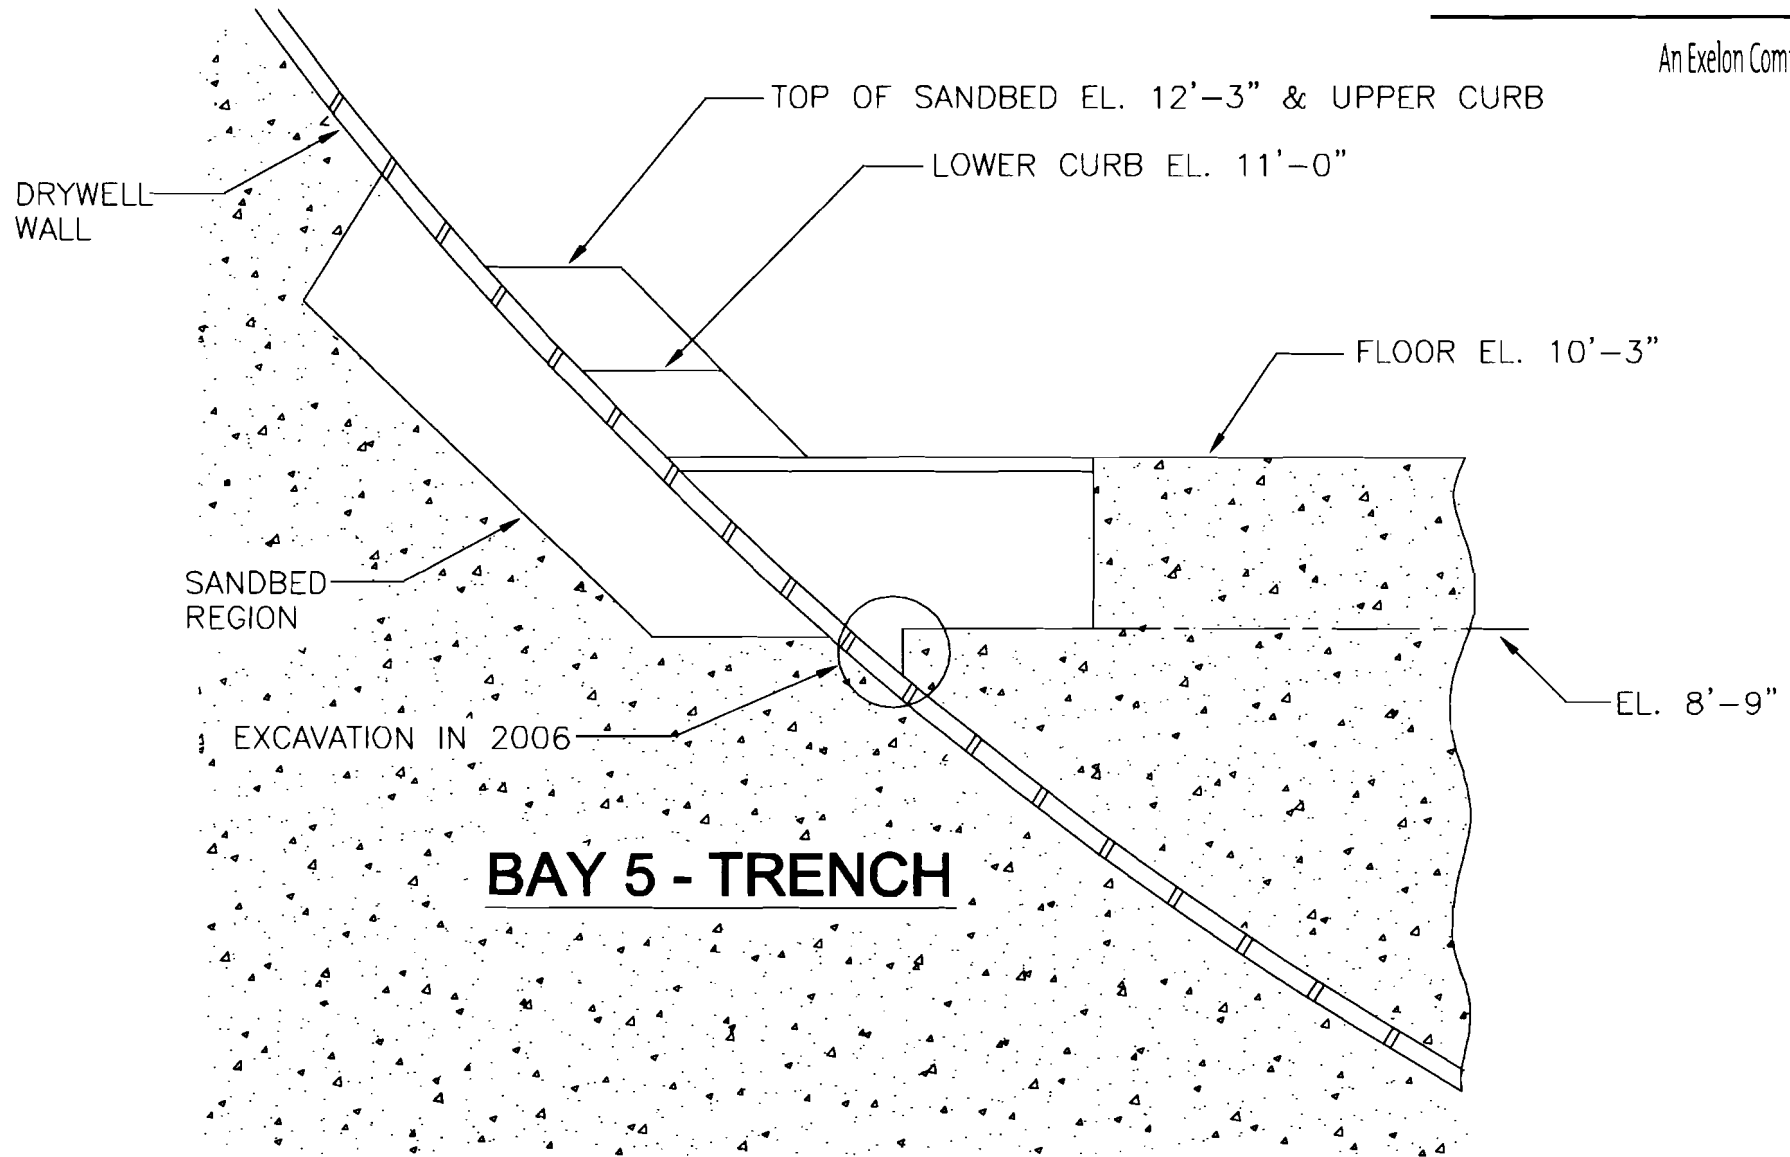 An Exelon Com
TOP OF SANDBED EL. 12'-3" & UPPER CURB
LOWER CURB EL. 11'-0"
DRYWELL
WALL
FLOOR EL. 10'-3"
SANDBED
REGION
EL. 8'-9"
EXCAVATION IN 2006
BAY 5 - TRENCH